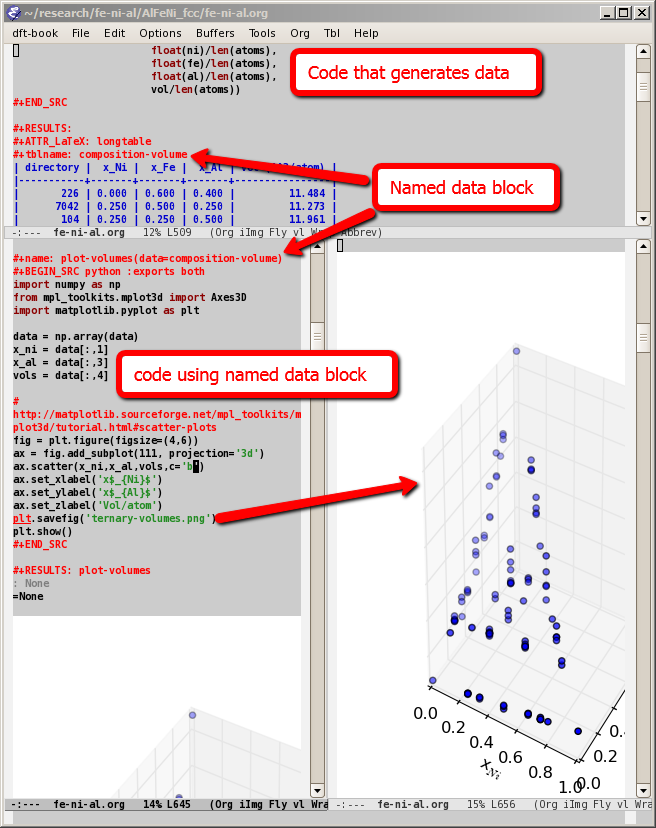 ~/research/fe-ni-al/AlFeNi_fcc/fe-ni-al.org
dft-book File Edit Options Buffers Tools Org Tbl Help
float(ni)/len(atoms),
float(fe)/len(atoms),
float(al)/len(atoms),
vol/len(atoms))
#+END_SRC
Code that generates data
#+RESULTS:
#+ATTR_LaTeX: longtable
#+tblname: composition-volume
| directory | x_Ni | x_Fe | x_Al |
|-----------+-------+-------+-------+-----------------|
| 226 | 0.000 | 0.600 | 0.400 | 11.484 |
| 7042 | 0.250 | 0.500 | 0.250 | 11.273 |
| 104 | 0.250 | 0.250 | 0.500 | 11.961 |
Named data block
-:--- fe-ni-al.org 12% L509 (Org iImg Fly vl Wra Abbrev)
#+name: plot-volumes(data=composition-volume)
#+BEGIN_SRC python :exports both
import numpy as np
from mpl_toolkits.mplot3d import Axes3D
import matplotlib.pyplot as plt
data = np.array(data)
x_ni = data[:,1]
x_al = data[:,3]
vols = data[:,4]
code using named data block
#
http://matplotlib.sourceforge.net/mpl_toolkits/m
plot3d/tutorial.html#scatter-plots
fig = plt.figure(figsize=(4,6))
ax = fig.add_subplot(111, projection='3d')
ax.scatter(x_ni,x_al,vols,c='b')
ax.set_xlabel('x$_{Ni}$')
ax.set_ylabel('x$_{Al}$')
ax.set_zlabel('Vol/atom')
plt.savefig('ternary-volumes.png')
plt.show()
#+END_SRC
#+RESULTS: plot-volumes
: None
=None
-:--- fe-ni-al.org 14% L645 (Org iImg Fly vl Wra
0.0
0.2
0.4
0.6
0.8
1.0
xNi
0.0
0.2
0.
-:--- fe-ni-al.org 15% L656 (Org iImg Fly vl Wra